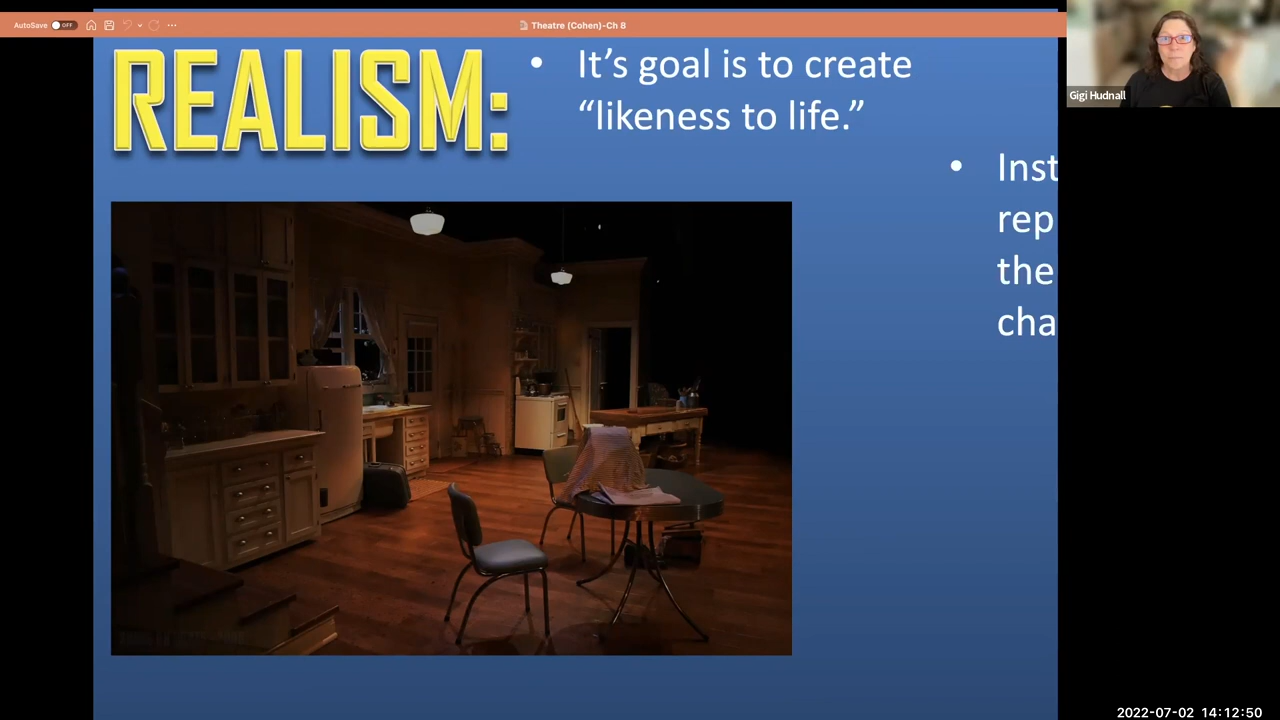 AutoSave OFF
Theatre (Cohen)-Ch 8
REALISM:
• It’s goal is to create
“likeness to life.”
• Inst
rep
the
cha
Gigi Hudnall
2022-07-02 14:12:50